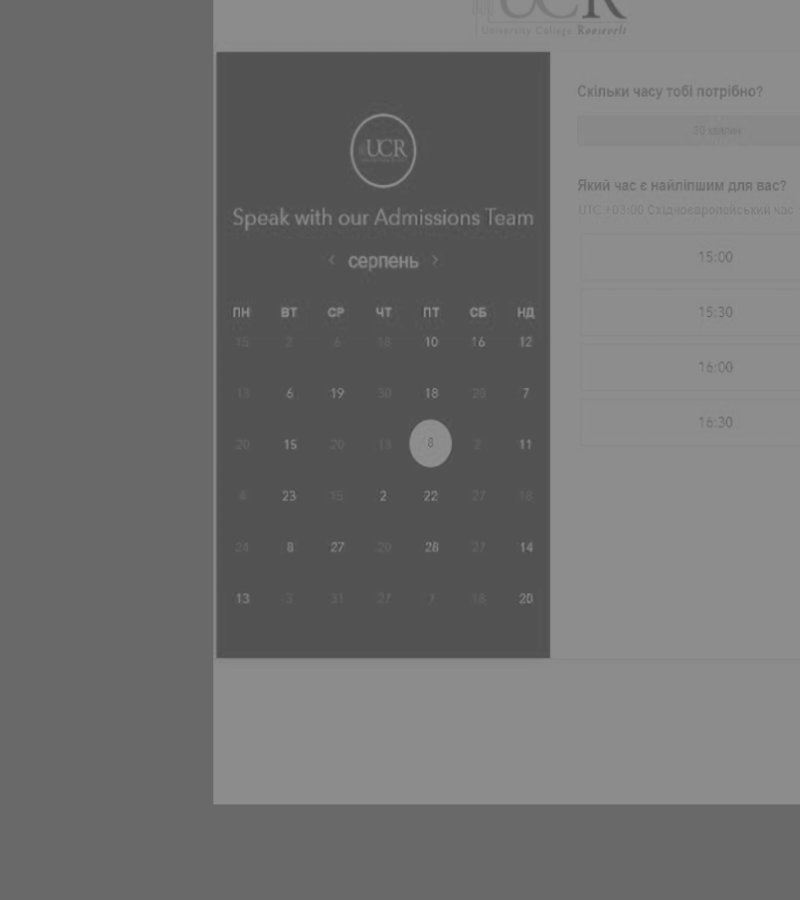 UCR
University College Roosevelt
UCR
Speak with our Admissions Team
‹ серпень ›
ПН ВТ СР ЧТ ПТ СБ НД
15 2 6 18 10 16 12
13 6 19 30 18 28 7
20 15 20 13 8 2 11
23 15 2 22 27 18
24 8 27 20 28 27 14
13 3 31 27 7 18 20
Скільки часу тобі потрібно?
30 хвилин
Який час є найліпшим для вас?
UTC +03:00 Східноєвропейський час
15:00
15:30
16:00
16:30